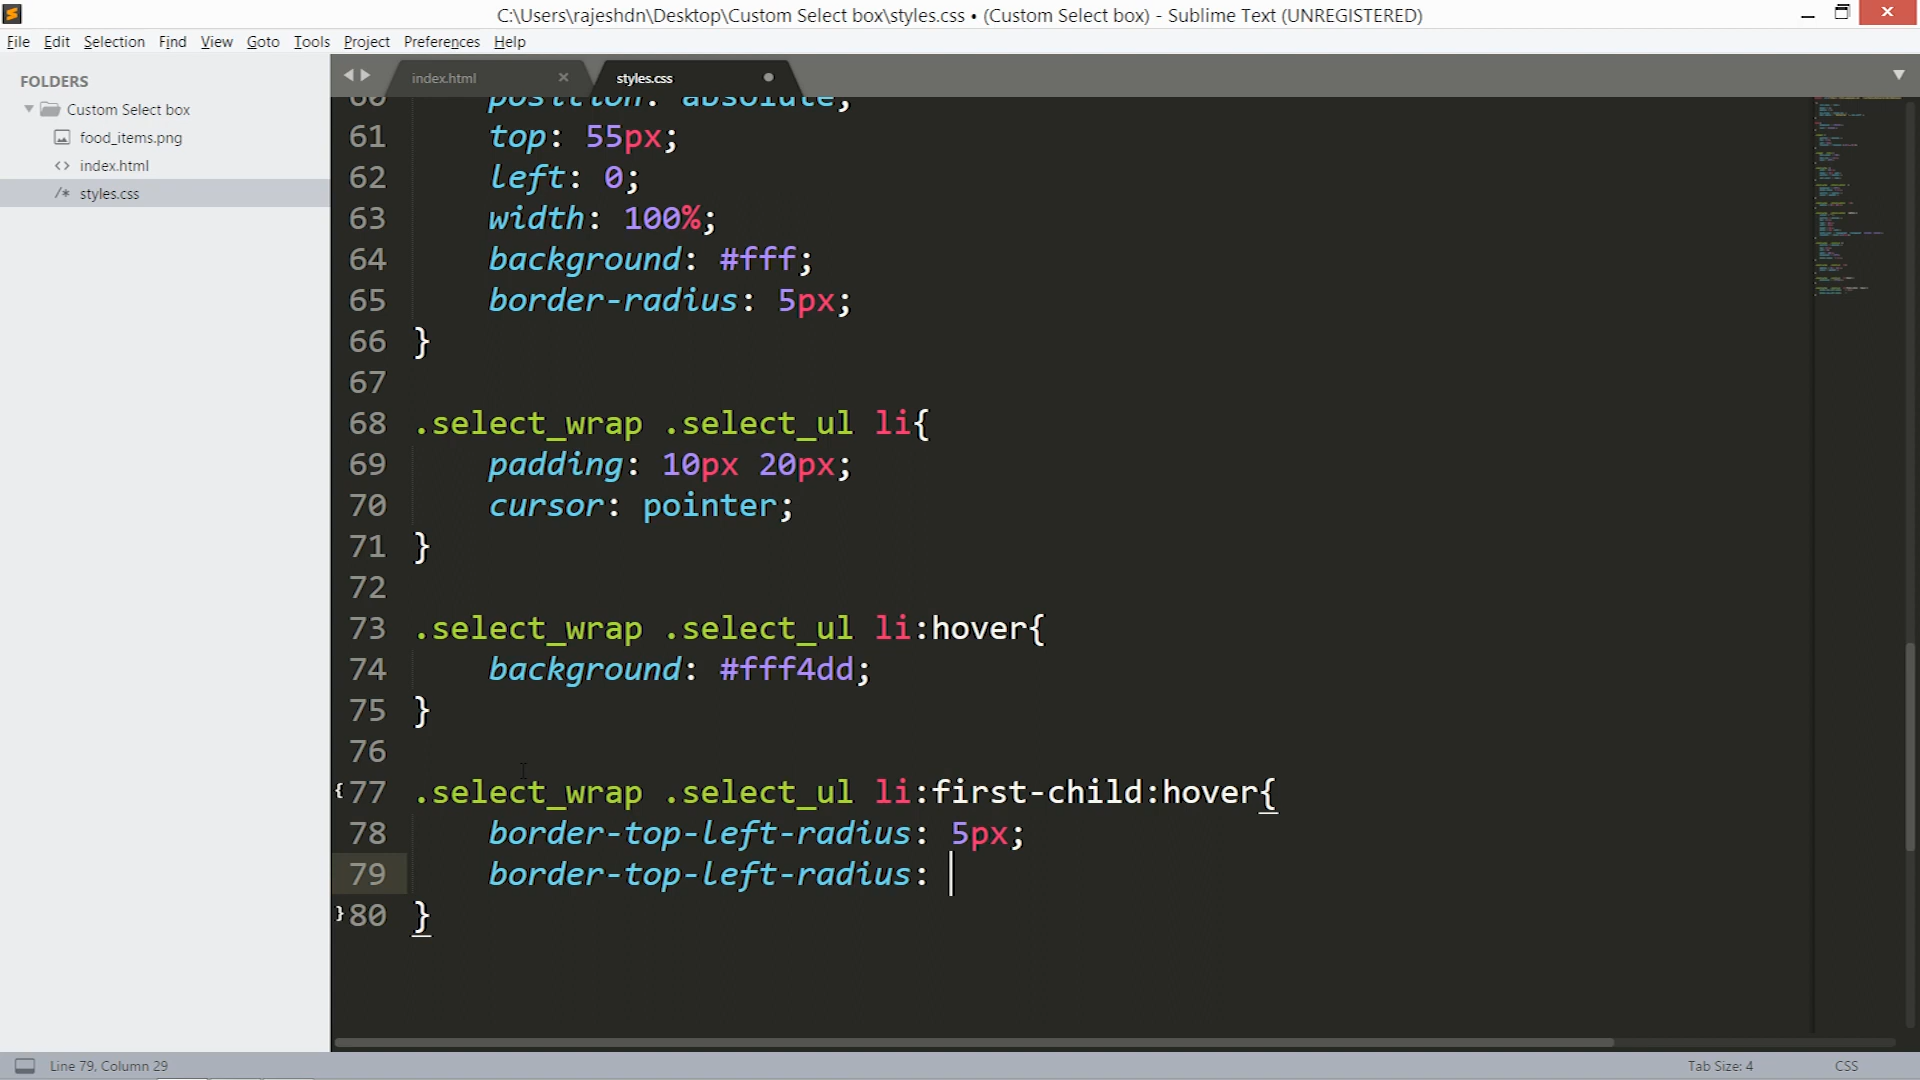 C:\Users\rajeshdn\Desktop\Custom Select box\styles.css • (Custom Select box) - Sublime Text (UNREGISTERED)
File Edit Selection Find View Goto Tools Project Preferences Help
FOLDERS
Custom Select box
food_items.png
<> index.html
/* styles.css
index.html
styles.css
60 position: absolute;
61 top: 55px;
62 left: 0;
63 width: 100%;
64 background: #fff;
65 border-radius: 5px;
66 }
67
68 .select_wrap .select_ul li{
69 padding: 10px 20px;
70 cursor: pointer;
71 }
72
73 .select_wrap .select_ul li:hover{
74 background: #fff4dd;
75 }
76
77 .select_wrap .select_ul li:first-child:hover{
78 border-top-left-radius: 5px;
79 border-top-left-radius:
80 }
Line 79, Column 29
Tab Size: 4
CSS